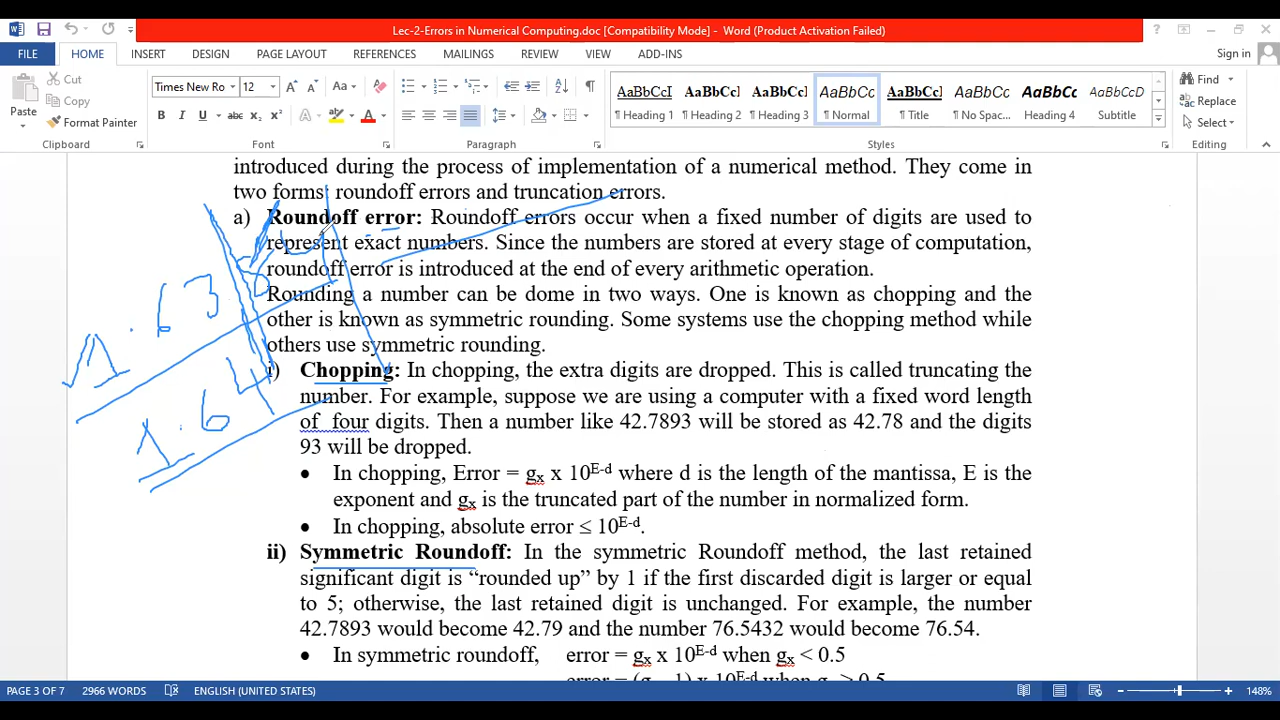 Lec-2-Errors in Numerical Computing.doc [Compatibility Mode] - Word (Product Activation Failed)
FILE HOME INSERT DESIGN PAGE LAYOUT REFERENCES MAILINGS REVIEW VIEW ADD-INS Sign in
Cut
Copy
Format Painter
Paste
Clipboard
Times New Ro 12
Font
Paragraph
AaBbCcI AaBbCcl AaBbCcl AaBbCc AaBbCcl AaBbCc AaBbCc AaBbCcD
¶ Heading 1 ¶ Heading 2 ¶ Heading 3 ¶ Normal ¶ Title ¶ No Spac... Heading 4 Subtitle
Styles
Find
Replace
Select
Editing
introduced during the process of implementation of a numerical method. They come in
two forms: roundoff errors and truncation errors.
a) Roundoff error: Roundoff errors occur when a fixed number of digits are used to
represent exact numbers. Since the numbers are stored at every stage of computation,
roundoff error is introduced at the end of every arithmetic operation.
Rounding a number can be dome in two ways. One is known as chopping and the
other is known as symmetric rounding. Some systems use the chopping method while
others use symmetric rounding.
i) Chopping: In chopping, the extra digits are dropped. This is called truncating the
number. For example, suppose we are using a computer with a fixed word length
of four digits. Then a number like 42.7893 will be stored as 42.78 and the digits
93 will be dropped.
• In chopping, Error = gx x 10E-d where d is the length of the mantissa, E is the
exponent and gx is the truncated part of the number in normalized form.
• In chopping, absolute error ≤ 10E-d.
ii) Symmetric Roundoff: In the symmetric Roundoff method, the last retained
significant digit is “rounded up” by 1 if the first discarded digit is larger or equal
to 5; otherwise, the last retained digit is unchanged. For example, the number
42.7893 would become 42.79 and the number 76.5432 would become 76.54.
• In symmetric roundoff, error = gx x 10E-d when gx < 0.5
1.64
PAGE 3 OF 7 2966 WORDS ENGLISH (UNITED STATES) 148%